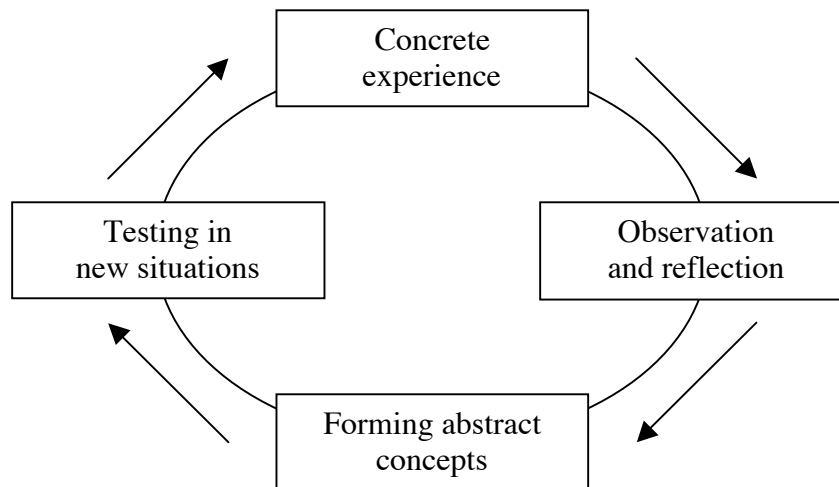 Concrete
experience
Testing in
new situations
Observation
and reflection
Forming abstract
concepts